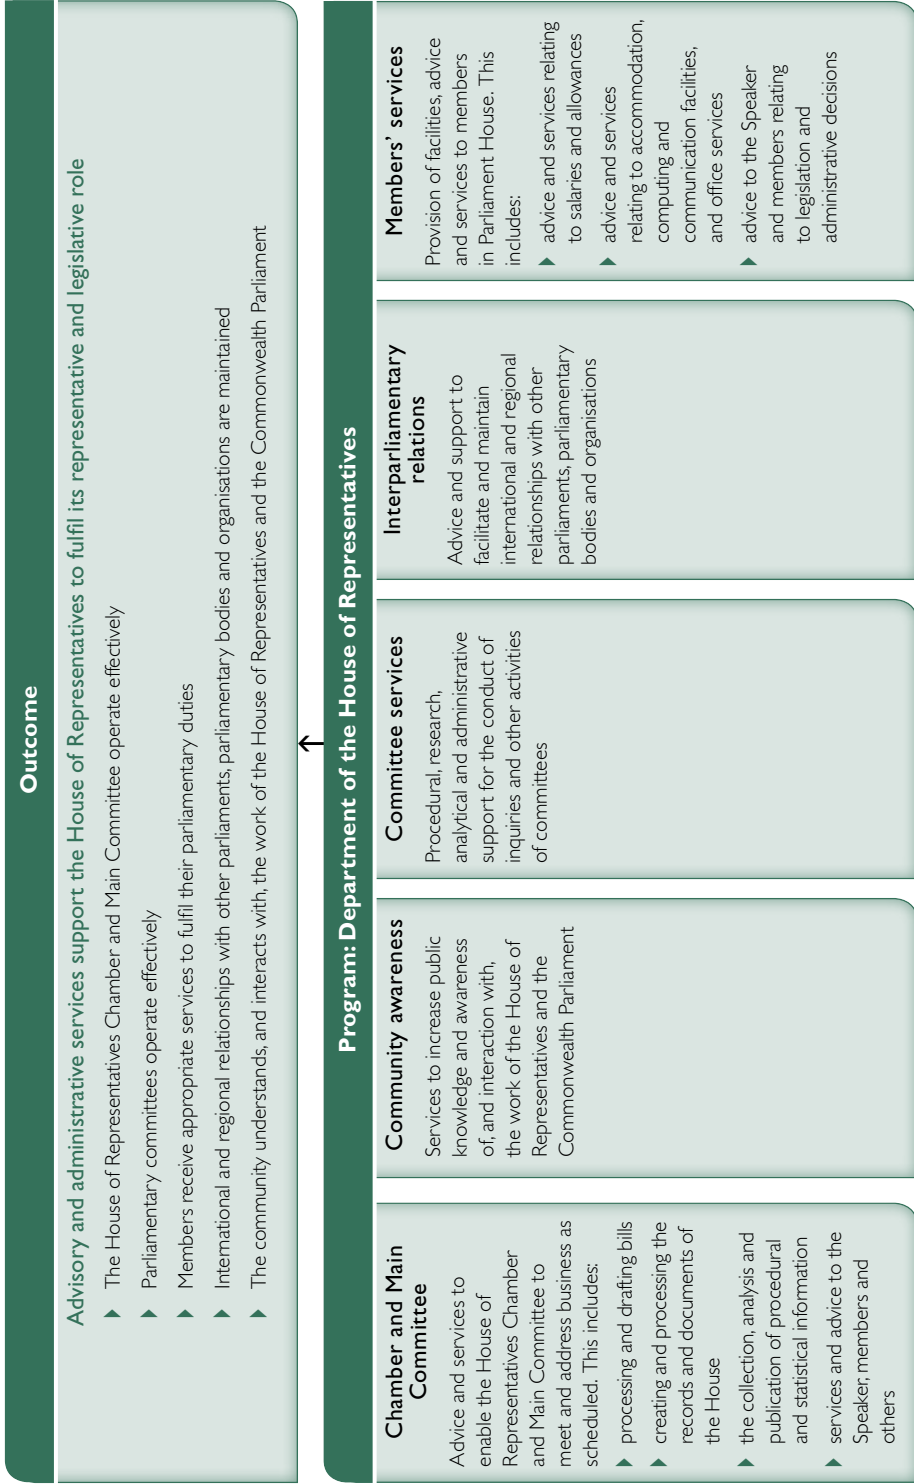 Outcome
Advisory and administrative services support the House of Representatives to fulfil its representative and legislative role
The House of Representatives Chamber and Main Committee operate effectively
Parliamentary committees operate effectively
Members receive appropriate services to fulfil their parliamentary duties
International and regional relationships with other parliaments, parliamentary bodies and organisations are maintained
The community understands, and interacts with, the work of the House of Representatives and the Commonwealth Parliament
Program: Department of the House of Representatives
Chamber and Main
Committee
Advice and services to
enable the House of
Representatives Chamber
and Main Committee to
meet and address business as
scheduled. This includes:
processing and drafting bills
creating and processing the
records and documents of
the House
the collection, analysis and
publication of procedural
and statistical information
services and advice to the
Speaker, members and
others
Community awareness
Services to increase public
knowledge and awareness
of, and interaction with,
the work of the House of
Representatives and the
Commonwealth Parliament
Committee services
Procedural, research,
analytical and administrative
support for the conduct of
inquiries and other activities
of committees
Interparliamentary
relations
Advice and support to
facilitate and maintain
international and regional
relationships with other
parliaments, parliamentary
bodies and organisations
Members' services
Provision of facilities, advice
and services to members
in Parliament House. This
includes:
advice and services relating
to salaries and allowances
advice and services
relating to accommodation,
computing and
communication facilities,
and office services
advice to the Speaker
and members relating
to legislation and
administrative decisions